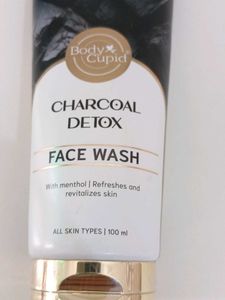 Body
Cupid
CHARCOAL
DETOX
FACE WASH
With menthol | Refreshes and
revitalizes skin
ALL SKIN TYPES | 100 ml